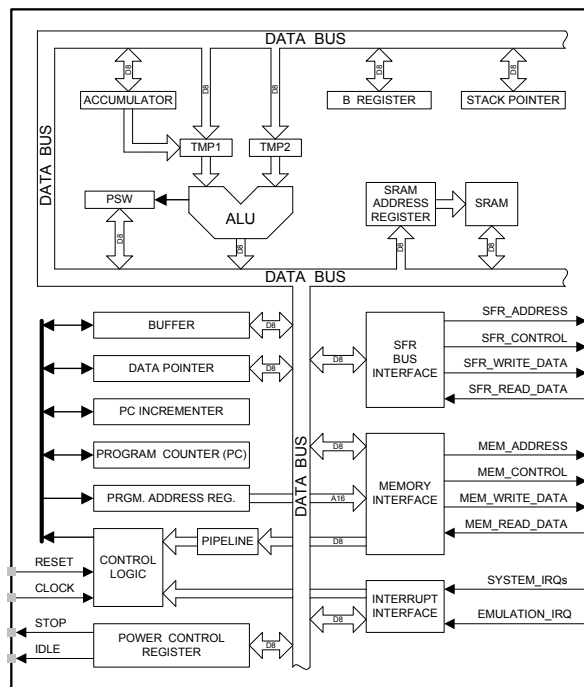 DATA BUS
D8
D8
D8
D8
D8
ACCUMULATOR
B REGISTER
STACK POINTER
DATA BUS
TMP1
TMP2
PSW
ALU
SRAM
ADDRESS
REGISTER
SRAM
D8
D8
D8
D8
DATA BUS
BUFFER
D8
DATA POINTER
D8
PC INCREMENTER
PROGRAM COUNTER (PC)
PRGM. ADDRESS REG.
A16
DATA BUS
D8
SFR
BUS
INTERFACE
SFR_ADDRESS
SFR_CONTROL
SFR_WRITE_DATA
SFR_READ_DATA
D8
MEMORY
INTERFACE
MEM_ADDRESS
MEM_CONTROL
MEM_WRITE_DATA
MEM_READ_DATA
RESET
CLOCK
CONTROL
LOGIC
PIPELINE
D8
INTERRUPT
INTERFACE
SYSTEM_IRQs
EMULATION_IRQ
D8
STOP
IDLE
POWER CONTROL
REGISTER
D8